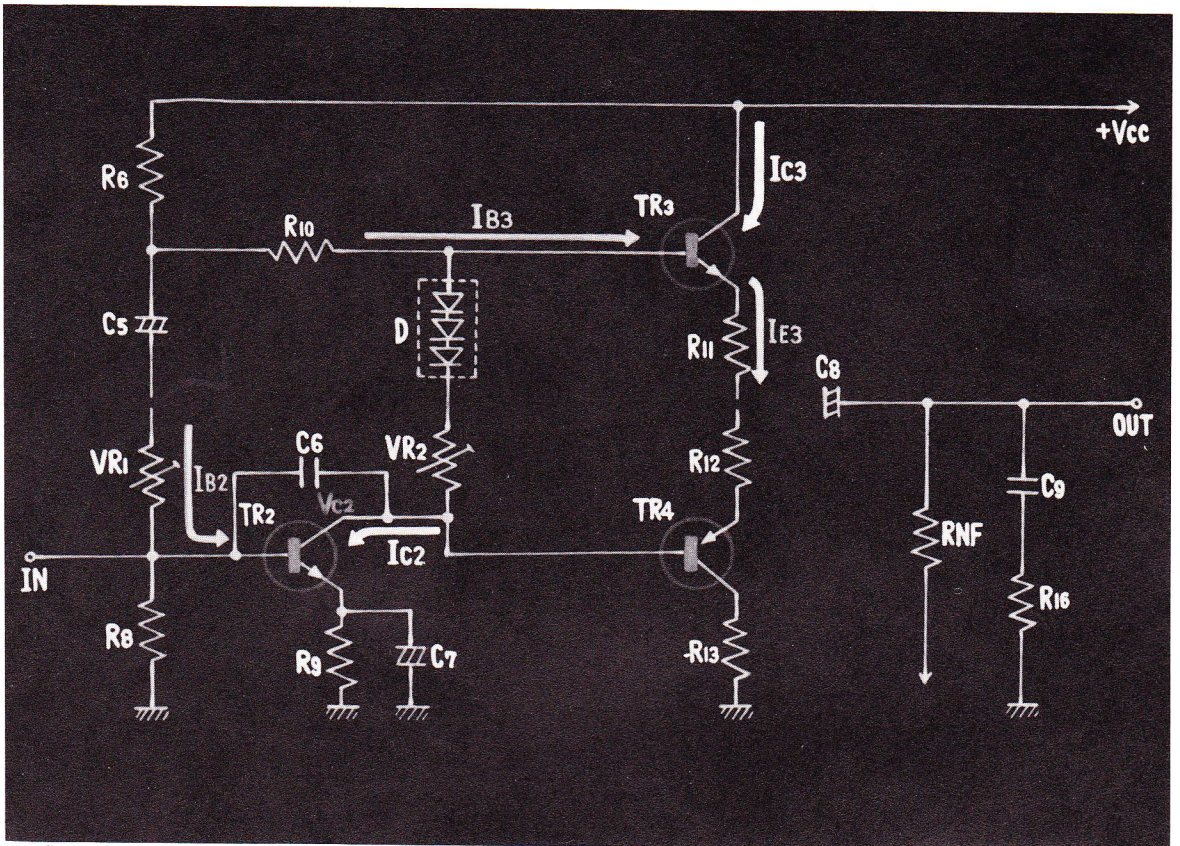 +Vcc
R6
IC3
TR3
IB3
R10
C5
D
R11
IE3
C8
OUT
VR1
IB2
C6
VR2
R12
C9
TR2
VC2
TR4
IN
IC2
RNF
R8
R9
C7
R13
R16